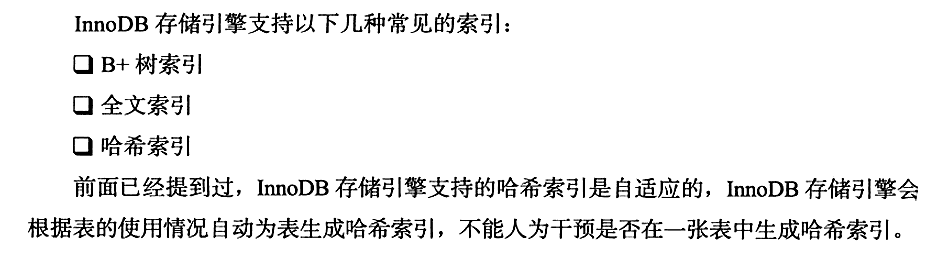 InnoDB 存储引擎支持以下几种常见的索引：
❑ B+ 树索引
❑ 全文索引
❑ 哈希索引
前面已经提到过，InnoDB 存储引擎支持的哈希索引是自适应的，InnoDB 存储引擎会
根据表的使用情况自动为表生成哈希索引，不能人为干预是否在一张表中生成哈希索引。